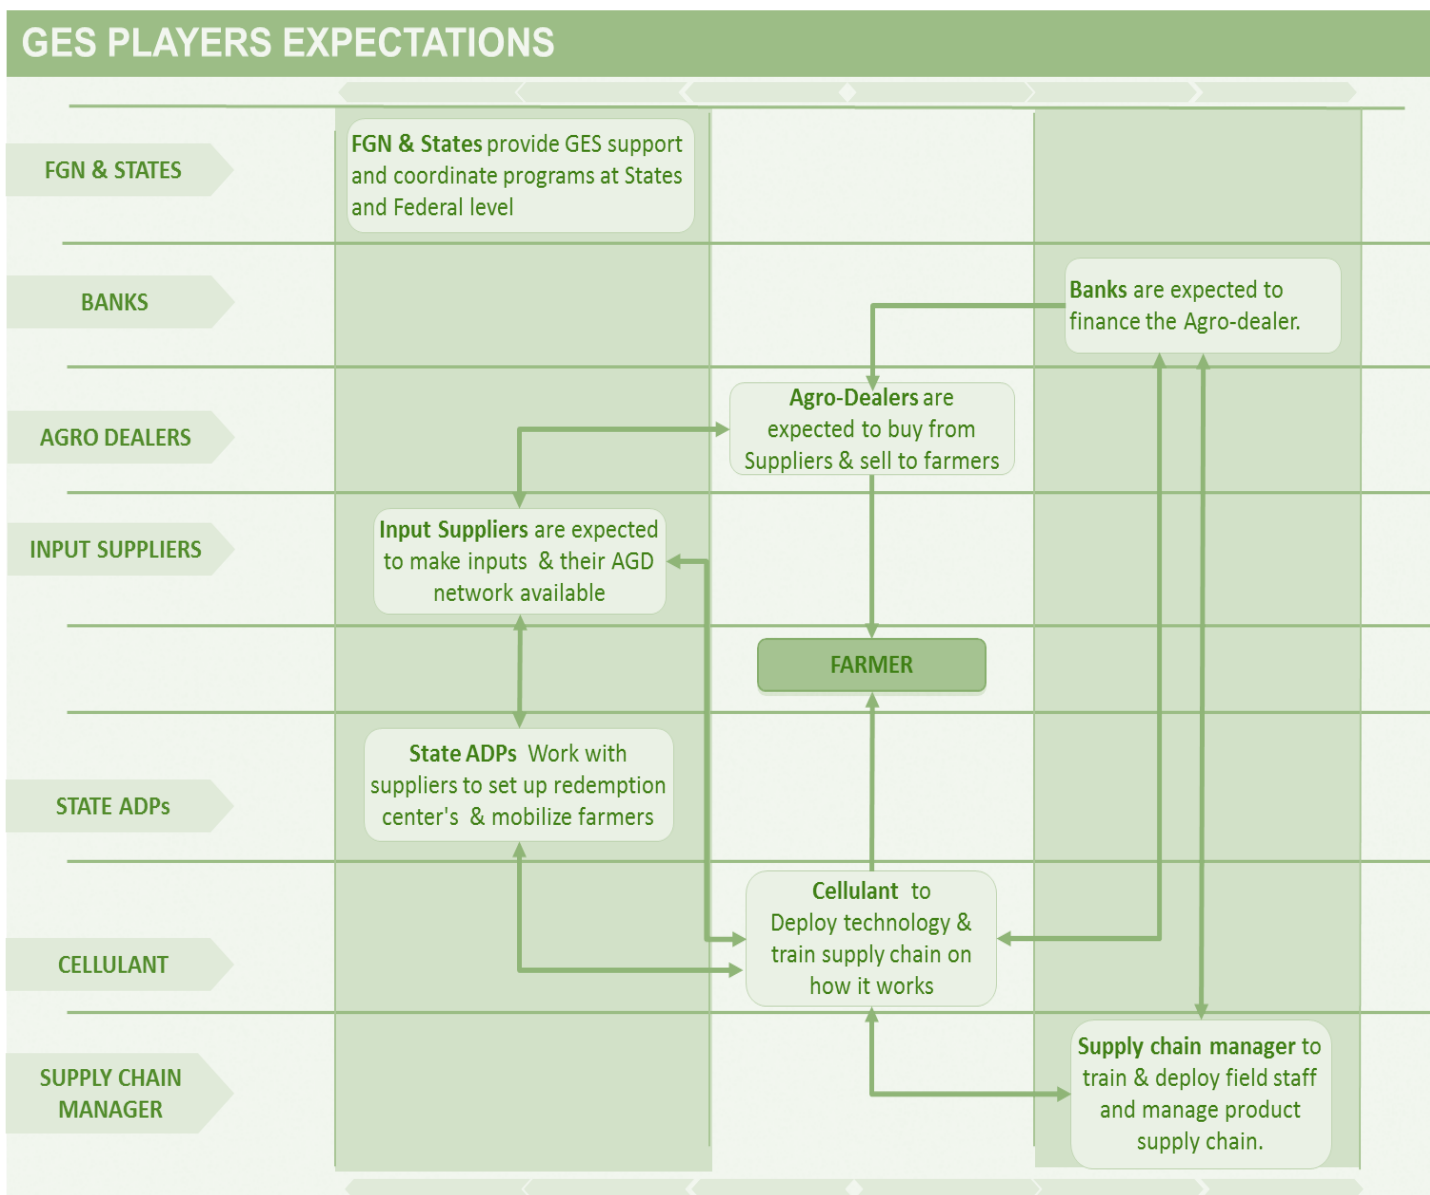 GES PLAYERS EXPECTATIONS
FGN & STATES
FGN & States provide GES support
and coordinate programs at States
and Federal level
BANKS
Banks are expected to
finance the Agro-dealer.
AGRO DEALERS
Agro-Dealers are
expected to buy from
Suppliers & sell to farmers
INPUT SUPPLIERS
Input Suppliers are expected
to make inputs & their AGD
network available
FARMER
STATE ADPs
State ADPs Work with
suppliers to set up redemption
center's & mobilize farmers
CELLULANT
Cellulant to
Deploy technology &
train supply chain on
how it works
SUPPLY CHAIN
MANAGER
Supply chain manager to
train & deploy field staff
and manage product
supply chain.